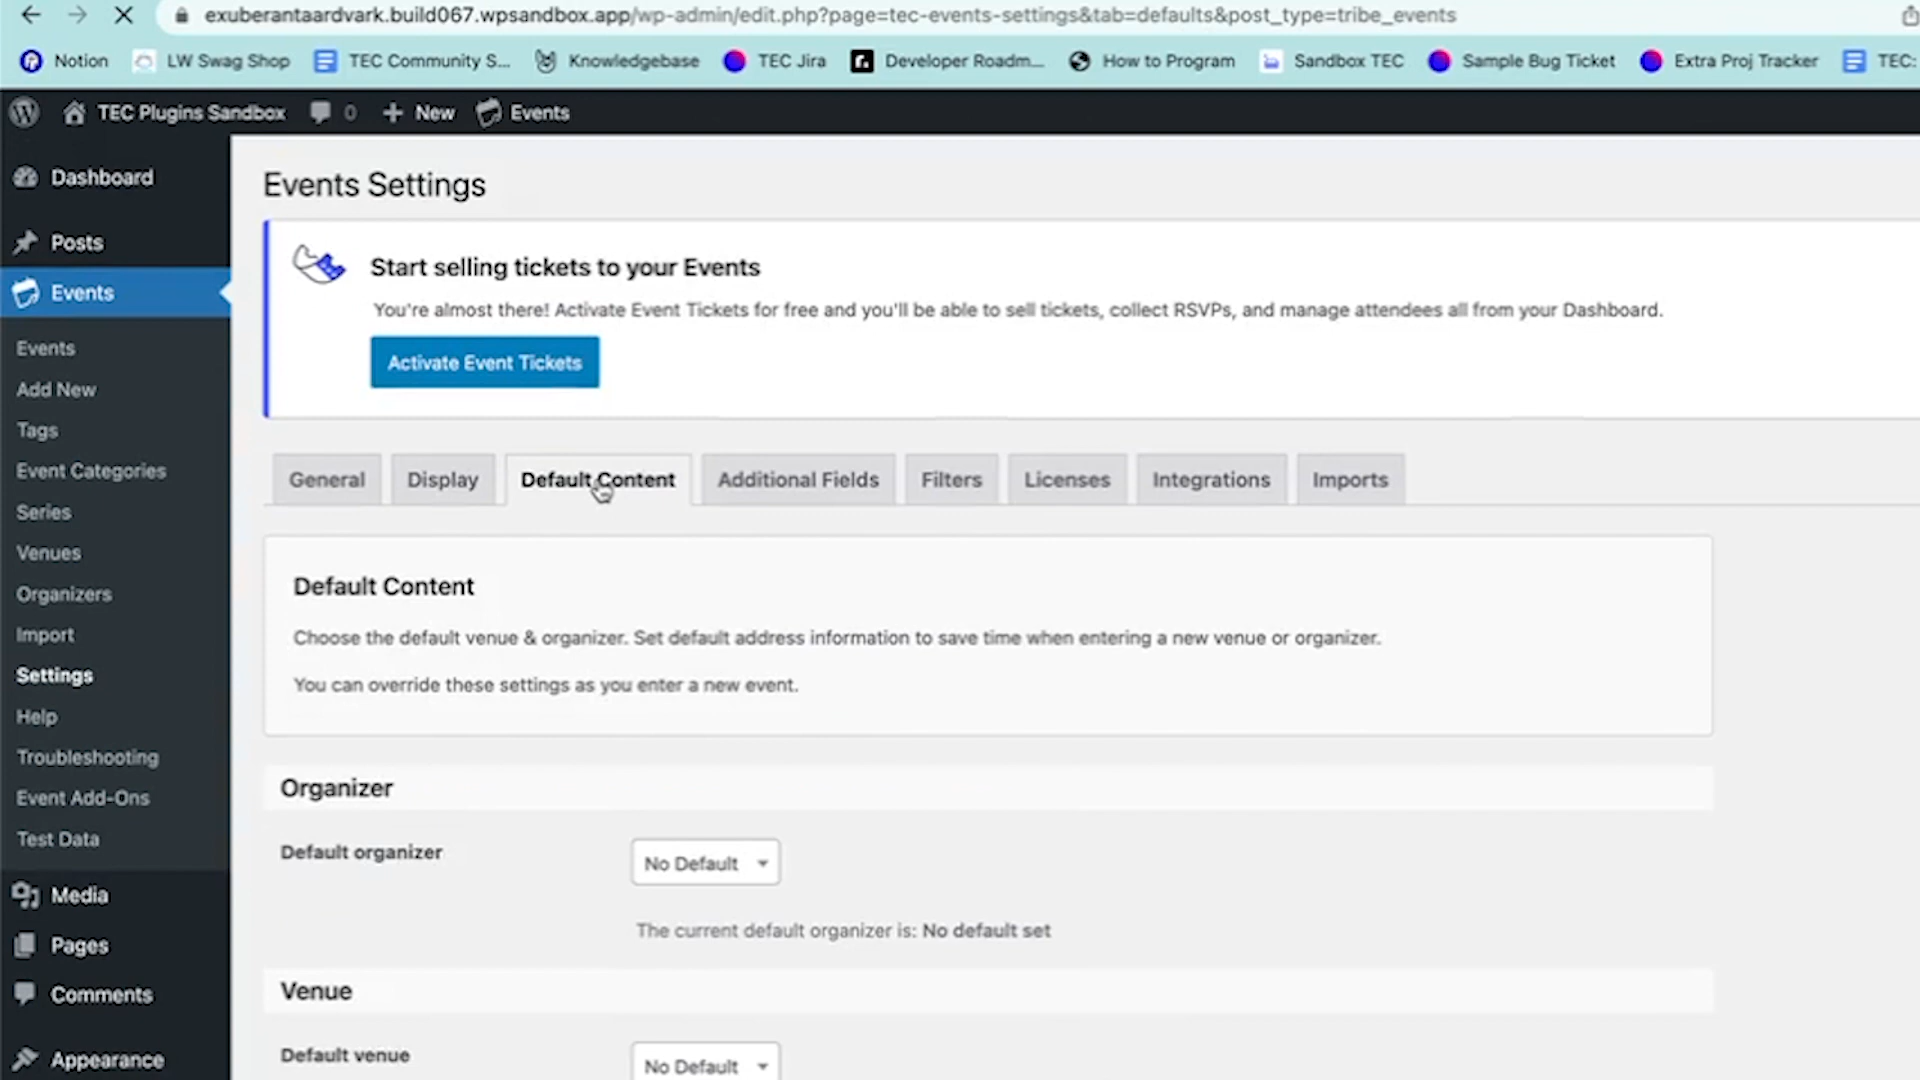 exuberantaardvark.build067.wpsandbox.app/wp-admin/edit.php?page=tec-events-settings&tab=defaults&post_type=tribe_events
Notion LW Swag Shop TEC Community S... Knowledgebase TEC Jira Developer Roadm... How to Program Sandbox TEC Sample Bug Ticket Extra Proj Tracker TEC:
TEC Plugins Sandbox 0 New Events
Dashboard
Posts
Events
Events
Add New
Tags
Event Categories
Series
Venues
Organizers
Import
Settings
Help
Troubleshooting
Event Add-Ons
Test Data
Media
Pages
Comments
Appearance
Events Settings
Start selling tickets to your Events
You're almost there! Activate Event Tickets for free and you'll be able to sell tickets, collect RSVPs, and manage attendees all from your Dashboard.
Activate Event Tickets
General Display Default Content Additional Fields Filters Licenses Integrations Imports
Default Content
Choose the default venue & organizer. Set default address information to save time when entering a new venue or organizer.
You can override these settings as you enter a new event.
Organizer
Default organizer No Default
The current default organizer is: No default set
Venue
Default venue No Default